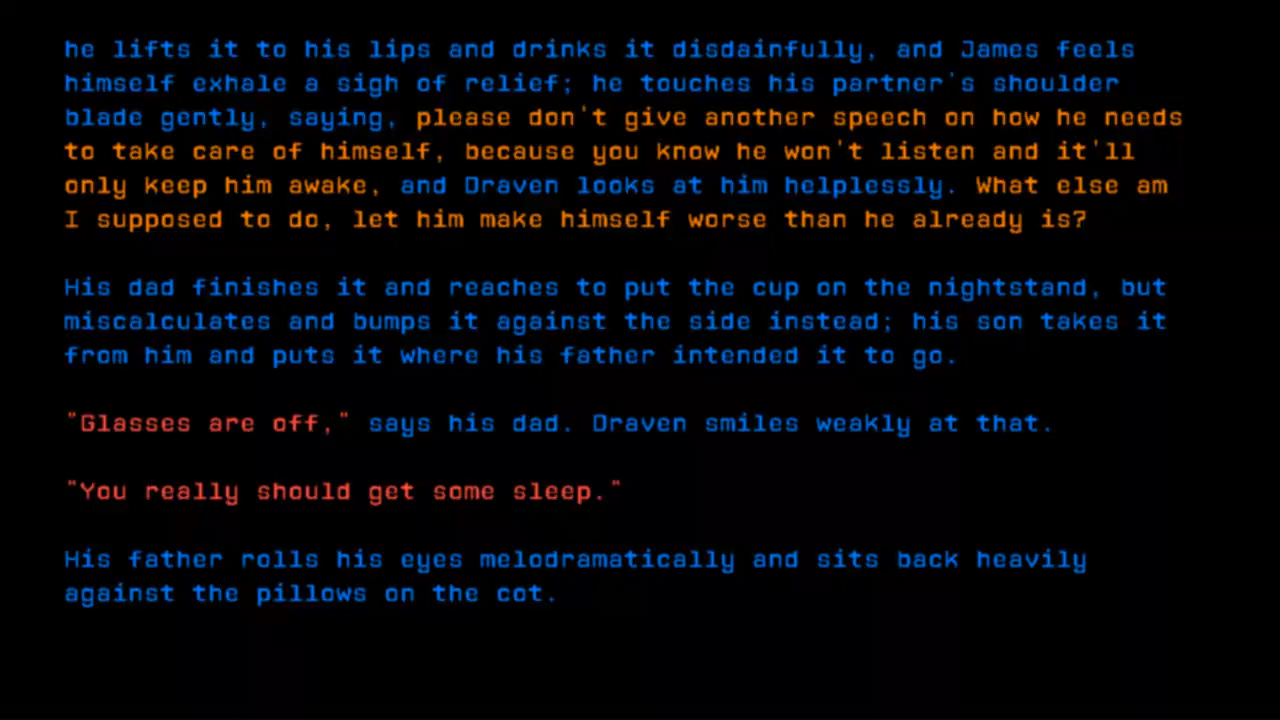 he lifts it to his lips and drinks it disdainfully, and James feels
himself exhale a sigh of relief; he touches his partner's shoulder
blade gently, saying, please don't give another speech on how he needs
to take care of himself, because you know he won't listen and it'll
only keep him awake, and Draven looks at him helplessly. What else am
I supposed to do, let him make himself worse than he already is?

His dad finishes it and reaches to put the cup on the nightstand, but
miscalculates and bumps it against the side instead; his son takes it
from him and puts it where his father intended it to go.

"Glasses are off," says his dad. Draven smiles weakly at that.

"You really should get some sleep."

His father rolls his eyes melodramatically and sits back heavily
against the pillows on the cot.